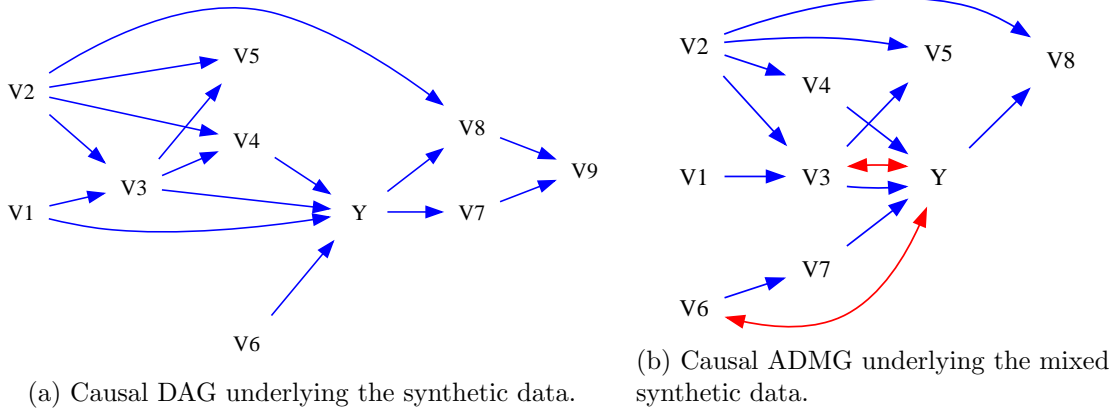 V2
V5
V4
V8
V9
V3
V1
Y
V7
V6
(a) Causal DAG underlying the synthetic data.
V2
V5
V8
V4
V1
V3
Y
V7
V6
(b) Causal ADMG underlying the mixed
synthetic data.